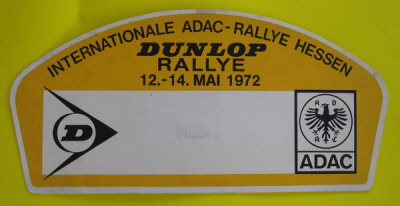 INTERNATIONALE ADAC-RALLYE HESSEN
DUNLOP
RALLYE
12.-14. MAI 1972
D
A D
A C
ADAC